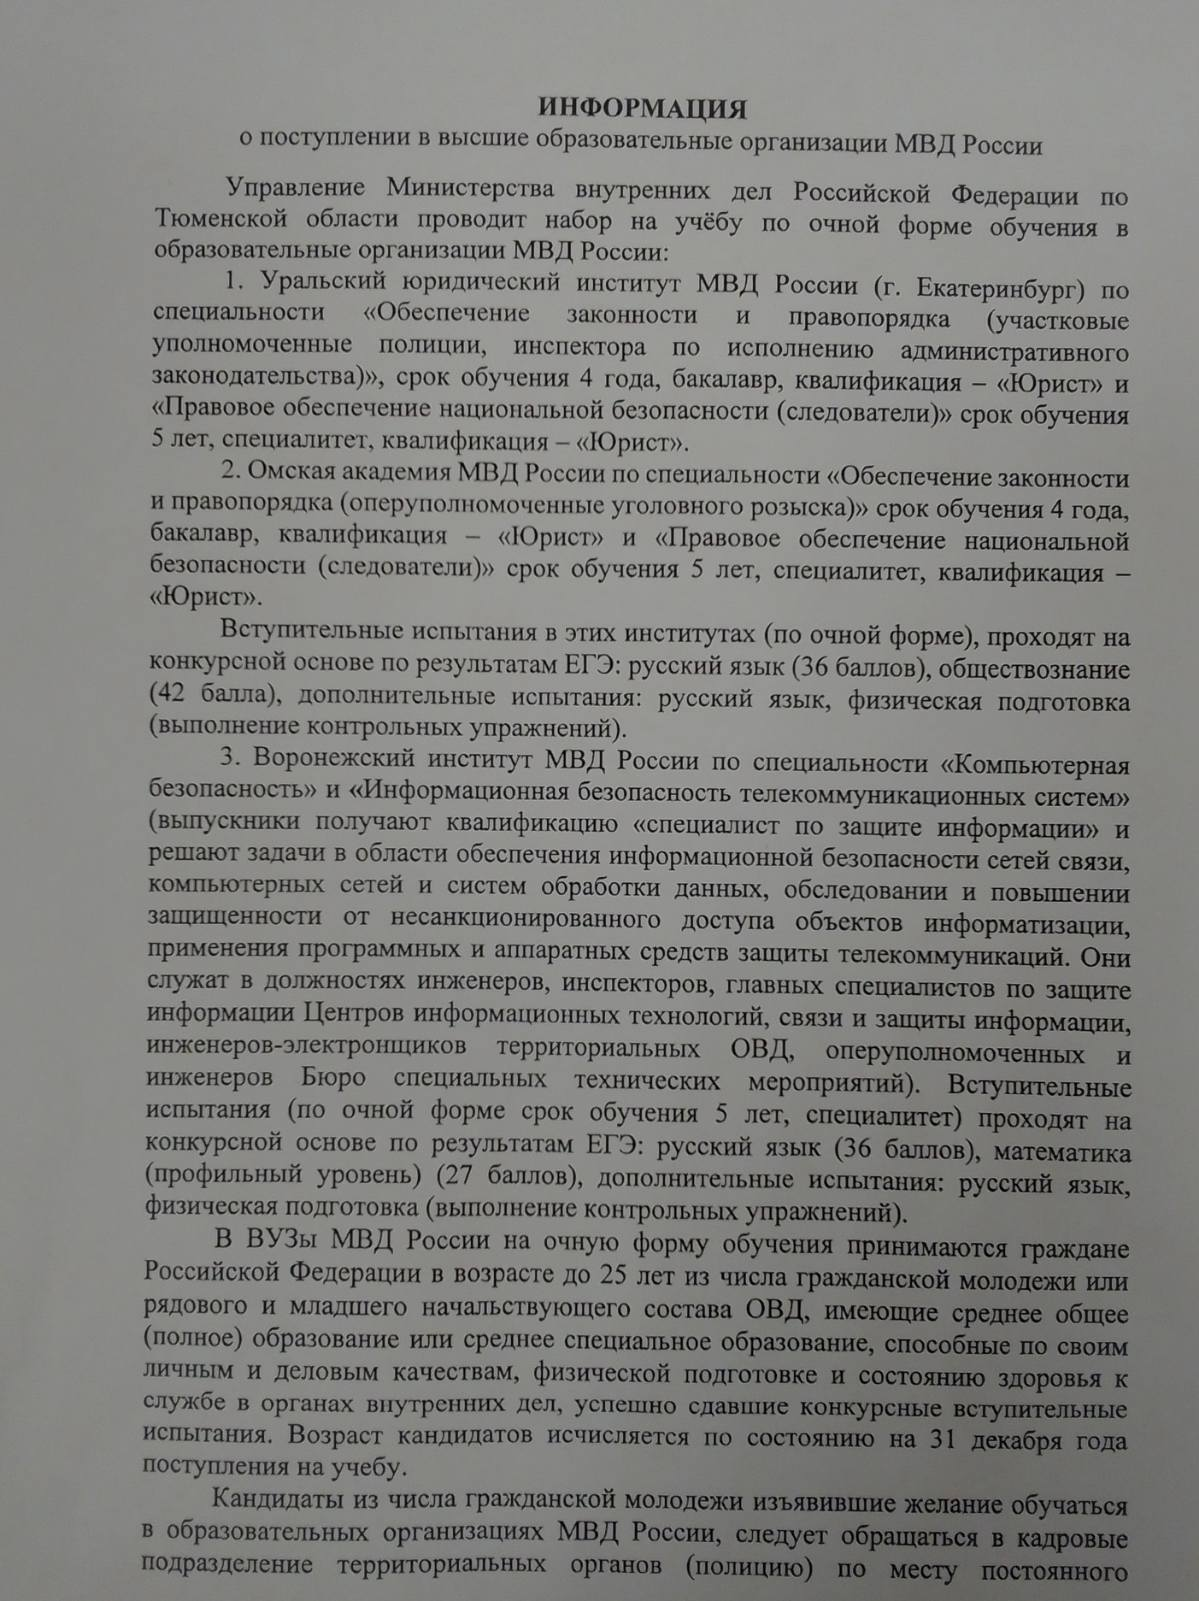 ИНФОРМАЦИЯ
о поступлении в высшие образовательные организации МВД России
Управление Министерства внутренних дел Российской Федерации по
Тюменской области проводит набор на учёбу по очной форме обучения в
образовательные организации МВД России:
1. Уральский юридический институт МВД России (г. Екатеринбург) по
специальности «Обеспечение законности и правопорядка (участковые
уполномоченные полиции, инспектора по исполнению административного
законодательства)», срок обучения 4 года, бакалавр, квалификация – «Юрист» и
«Правовое обеспечение национальной безопасности (следователи)» срок обучения
5 лет, специалитет, квалификация – «Юрист».
2. Омская академия МВД России по специальности «Обеспечение законности
и правопорядка (оперуполномоченные уголовного розыска)» срок обучения 4 года,
бакалавр, квалификация – «Юрист» и «Правовое обеспечение национальной
безопасности (следователи)» срок обучения 5 лет, специалитет, квалификация –
«Юрист».
Вступительные испытания в этих институтах (по очной форме), проходят на
конкурсной основе по результатам ЕГЭ: русский язык (36 баллов), обществознание
(42 балла), дополнительные испытания: русский язык, физическая подготовка
(выполнение контрольных упражнений).
3. Воронежский институт МВД России по специальности «Компьютерная
безопасность» и «Информационная безопасность телекоммуникационных систем»
(выпускники получают квалификацию «специалист по защите информации» и
решают задачи в области обеспечения информационной безопасности сетей связи,
компьютерных сетей и систем обработки данных, обследовании и повышении
защищенности от несанкционированного доступа объектов информатизации,
применения программных и аппаратных средств защиты телекоммуникаций. Они
служат в должностях инженеров, инспекторов, главных специалистов по защите
информации Центров информационных технологий, связи и защиты информации,
инженеров-электронщиков территориальных ОВД, оперуполномоченных и
инженеров Бюро специальных технических мероприятий). Вступительные
испытания (по очной форме срок обучения 5 лет, специалитет) проходят на
конкурсной основе по результатам ЕГЭ: русский язык (36 баллов), математика
(профильный уровень) (27 баллов), дополнительные испытания: русский язык,
физическая подготовка (выполнение контрольных упражнений).
В ВУЗы МВД России на очную форму обучения принимаются граждане
Российской Федерации в возрасте до 25 лет из числа гражданской молодежи или
рядового и младшего начальствующего состава ОВД, имеющие среднее общее
(полное) образование или среднее специальное образование, способные по своим
личным и деловым качествам, физической подготовке и состоянию здоровья к
службе в органах внутренних дел, успешно сдавшие конкурсные вступительные
испытания. Возраст кандидатов исчисляется по состоянию на 31 декабря года
поступления на учебу.
Кандидаты из числа гражданской молодежи изъявившие желание обучаться
в образовательных организациях МВД России, следует обращаться в кадровые
подразделение территориальных органов (полицию) по месту постоянного